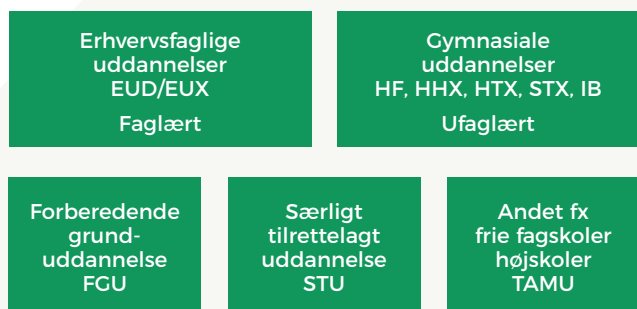 Erhvervsfaglige
uddannelser
EUD/EUX
Faglært
Gymnasiale
uddannelser
HF, HHX, HTX, STX, IB
Ufaglært
Forberedende
grund-
uddannelse
FGU
Særligt
tilrettelagt
uddannelse
STU
Andet fx
frie fagskoler
højskoler
TAMU